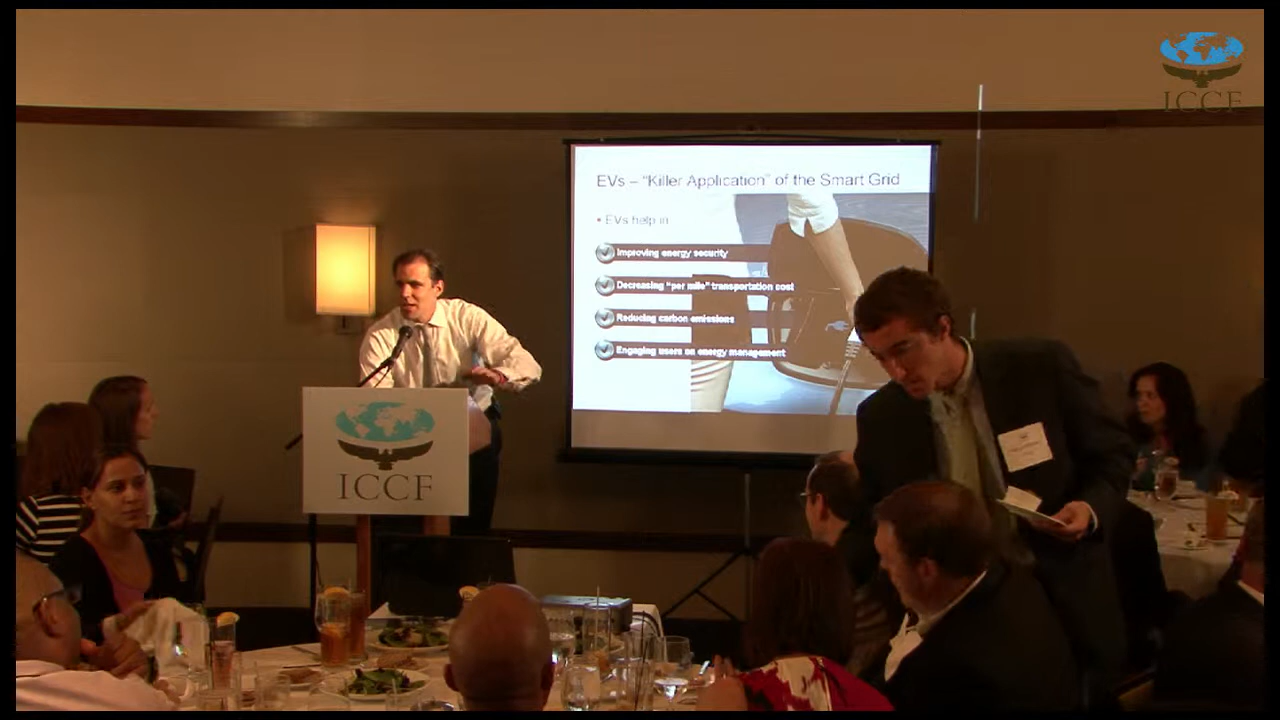 ICCF
EVs – “Killer Application” of the Smart Grid
EVs help in
Improving energy security
Decreasing “per mile” transportation cost
Reducing carbon emissions
Engaging users on energy management
ICCF